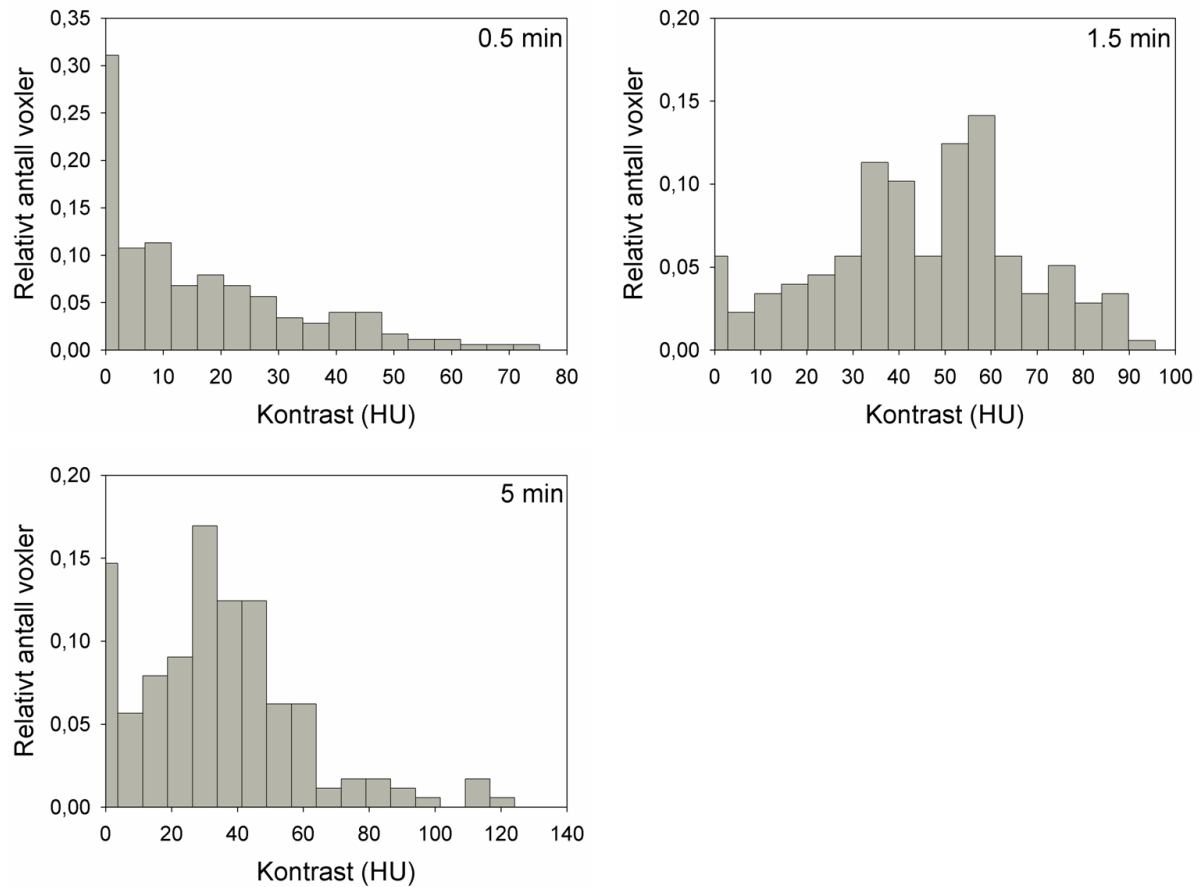 0.5 min
Relativt antall voxler
0,35
0,30
0,25
0,20
0,15
0,10
0,05
0,00
0 10 20 30 40 50 60 70 80
Kontrast (HU)
1.5 min
Relativt antall voxler
0,20
0,15
0,10
0,05
0,00
0 10 20 30 40 50 60 70 80 90 100
Kontrast (HU)
5 min
Relativt antall voxler
0,20
0,15
0,10
0,05
0,00
0 20 40 60 80 100 120 140
Kontrast (HU)